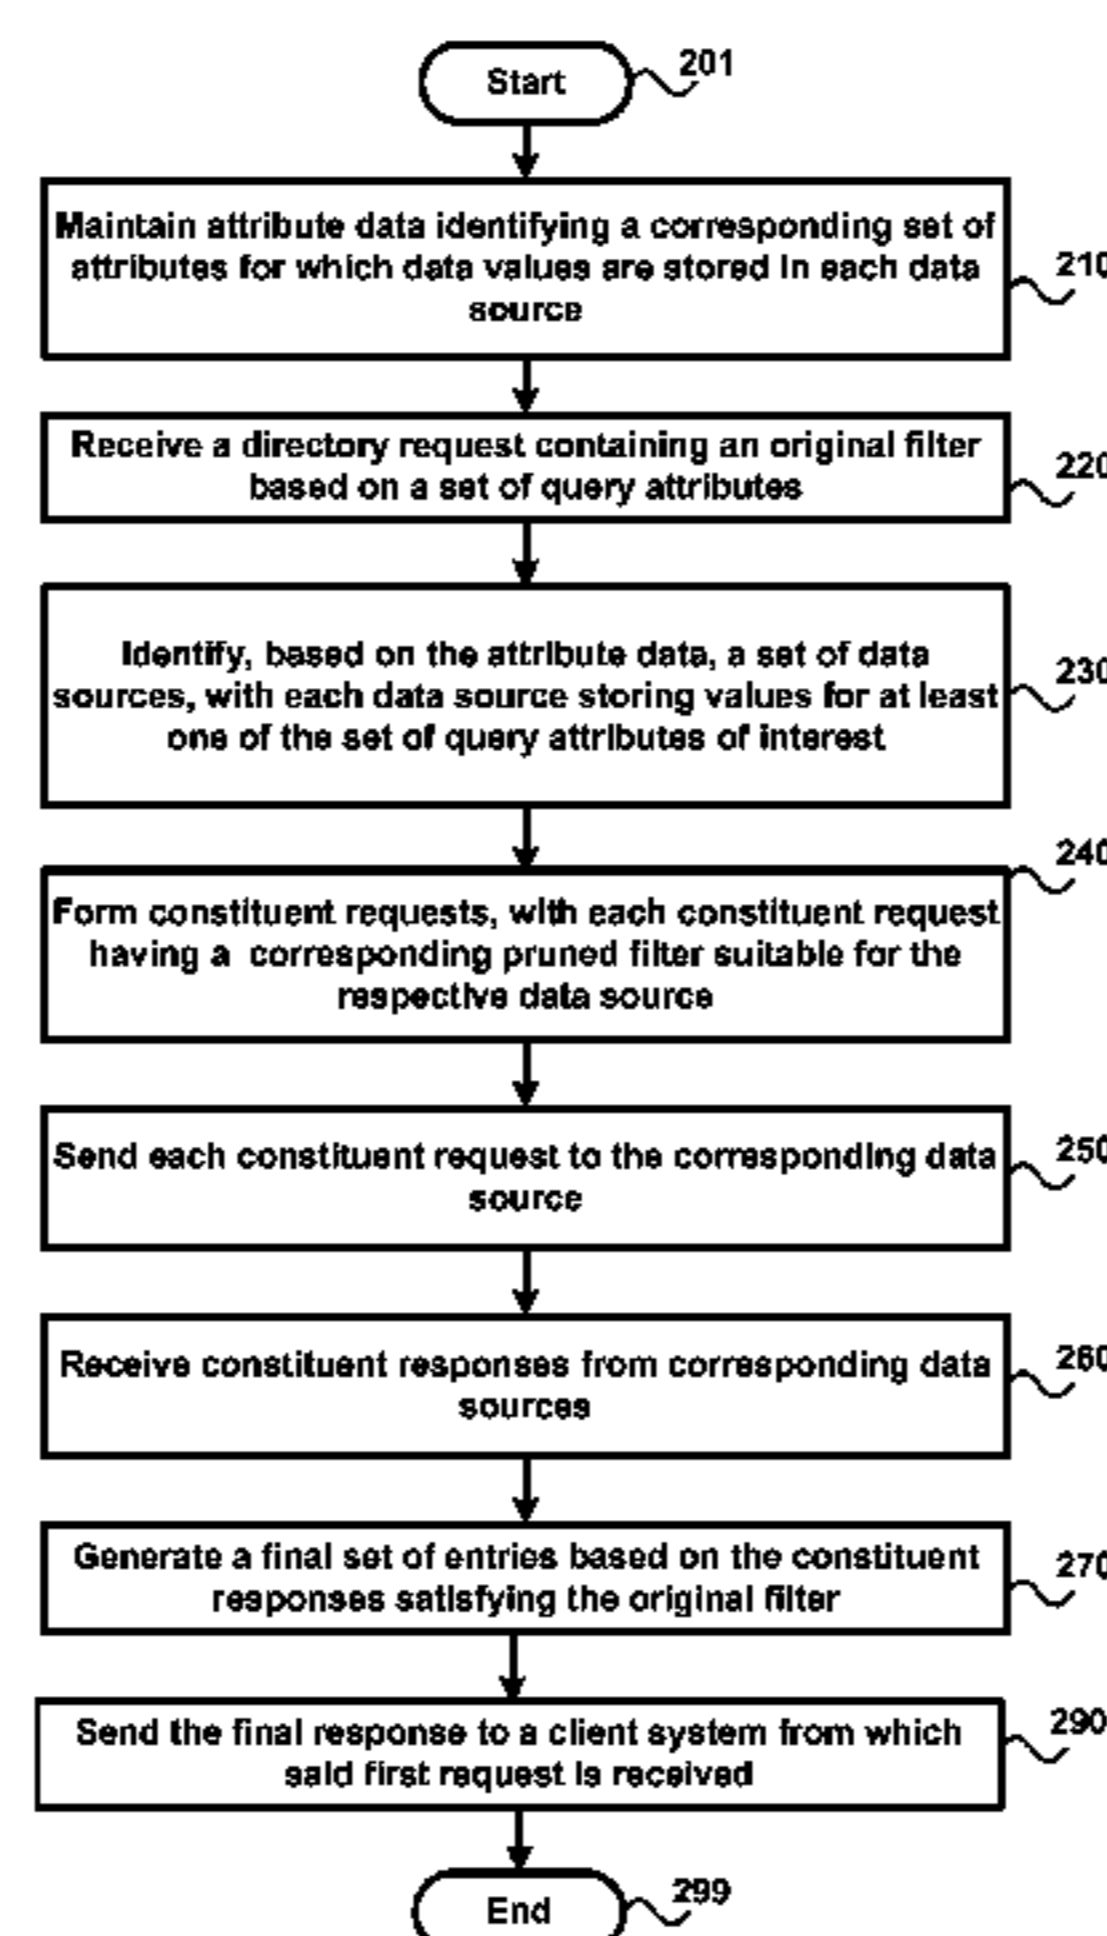 Start
201
Maintain attribute data identifying a corresponding set of
attributes for which data values are stored in each data
source
210
Receive a directory request containing an original filter
based on a set of query attributes
220
Identify, based on the attribute data, a set of data
sources, with each data source storing values for at least
one of the set of query attributes of interest
230
240
Form constituent requests, with each constituent request
having a corresponding pruned filter suitable for the
respective data source
Send each constituent request to the corresponding data
source
250
Receive constituent responses from corresponding data
sources
260
Generate a final set of entries based on the constituent
responses satisfying the original filter
270
Send the final response to a client system from which
said first request is received
290
End
299